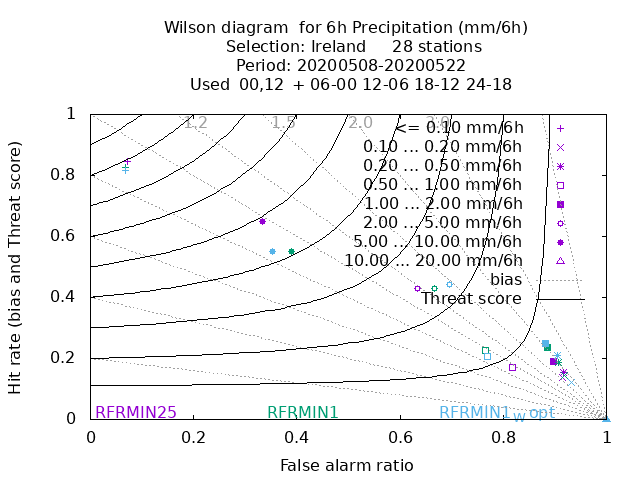 Wilson diagram  for 6h Precipitation (mm/6h)
Selection: Ireland     28 stations
Period: 20200508-20200522
Used  00,12  + 06-00 12-06 18-12 24-18
Hit rate (bias and Threat score)
1
0.8
0.6
0.4
0.2
0
1.2 1.5 2.0 3.0
<= 0.10 mm/6h
0.10 ... 0.20 mm/6h
0.20 ... 0.50 mm/6h
0.50 ... 1.00 mm/6h
1.00 ... 2.00 mm/6h
2.00 ... 5.00 mm/6h
5.00 ... 10.00 mm/6h
10.00 ... 20.00 mm/6h
bias
Threat score
RFRMIN25 RFRMIN1 RFRMIN1w opt
0 0.2 0.4 0.6 0.8 1
False alarm ratio